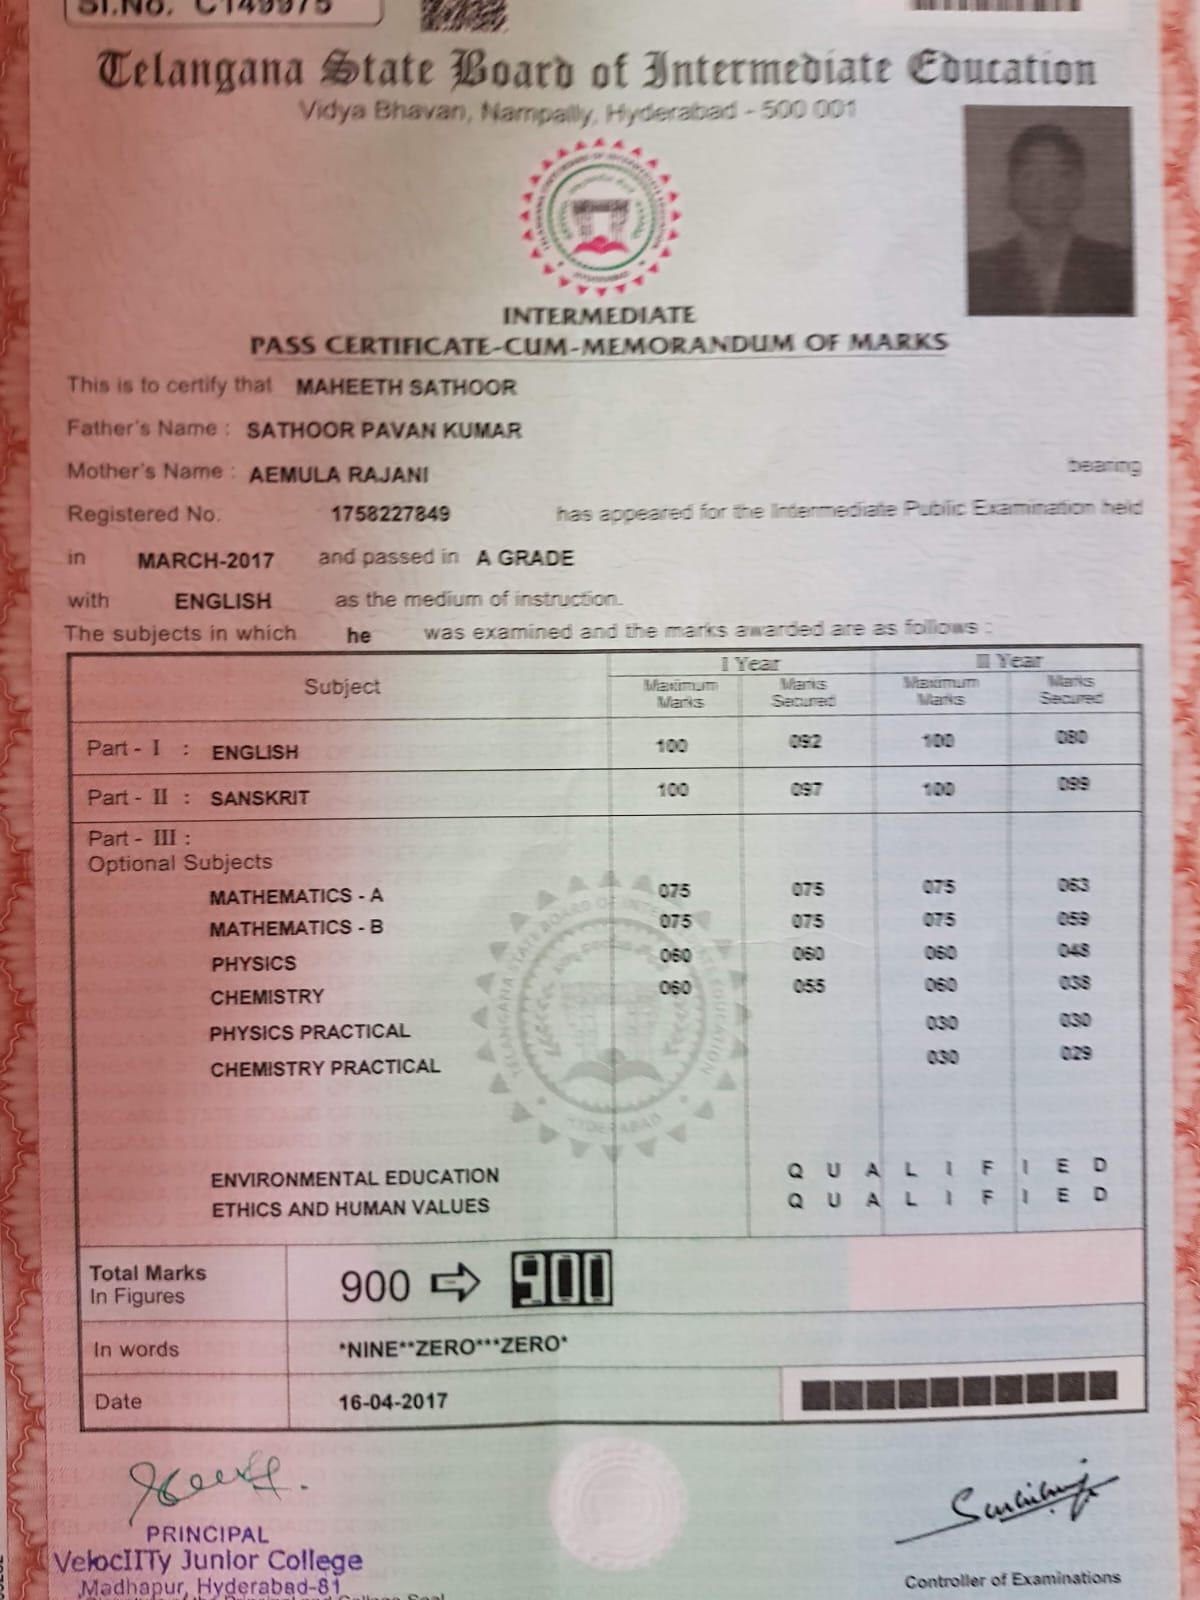 Sl.No. C149975
Telangana State Board of Intermediate Education
Vidya Bhavan, Nampally, Hyderabad - 500 001
INTERMEDIATE
PASS CERTIFICATE-CUM-MEMORANDUM OF MARKS
This is to certify that MAHEETH SATHOOR
Father's Name : SATHOOR PAVAN KUMAR
Mother's Name : AEMULA RAJANI bearing
Registered No. 1758227849 has appeared for the Intermediate Public Examination held
in MARCH-2017 and passed in A GRADE
with ENGLISH as the medium of instruction.
The subjects in which he was examined and the marks awarded are as follows :
Subject I Year II Year
Maximum Marks Marks Secured Maximum Marks Marks Secured
Part - I : ENGLISH 100 092 100 080
Part - II : SANSKRIT 100 097 100 099
Part - III :
Optional Subjects
MATHEMATICS - A 075 075 075 063
MATHEMATICS - B 075 075 075 059
PHYSICS 060 060 060 048
CHEMISTRY 060 055 060 038
PHYSICS PRACTICAL 030 030
CHEMISTRY PRACTICAL 030 029
ENVIRONMENTAL EDUCATION QUALIFIED
ETHICS AND HUMAN VALUES QUALIFIED
Total Marks 900 ⇨ 900
In Figures
In words *NINE**ZERO***ZERO*
Date 16-04-2017
PRINCIPAL
VelocIITy Junior College
Madhapur, Hyderabad-81
Controller of Examinations